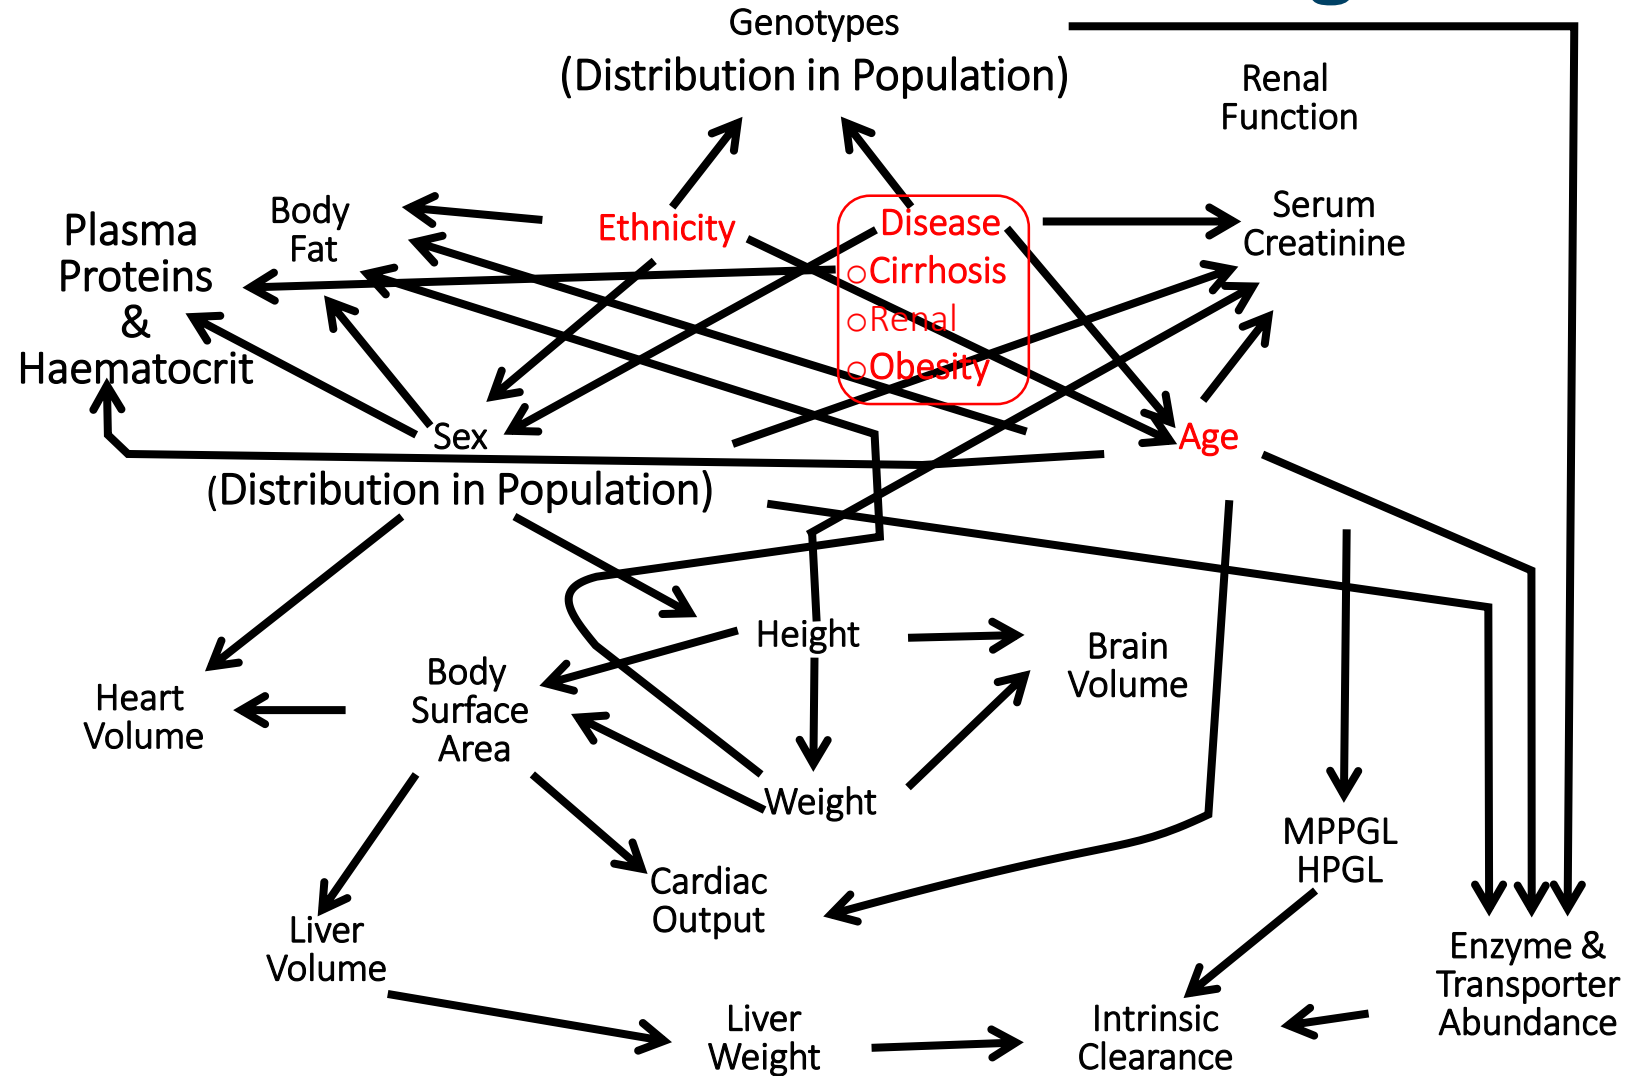 Genotypes
(Distribution in Population)
Renal
Function
Plasma
Proteins
&
Haematocrit
Body
Fat
Ethnicity
Disease
○Cirrhosis
○Renal
○Obesity
Serum
Creatinine
Sex
(Distribution in Population)
Age
Height
Brain
Volume
Heart
Volume
Body
Surface
Area
Weight
MPPGL
HPGL
Cardiac
Output
Liver
Volume
Enzyme &
Transporter
Abundance
Liver
Weight
Intrinsic
Clearance